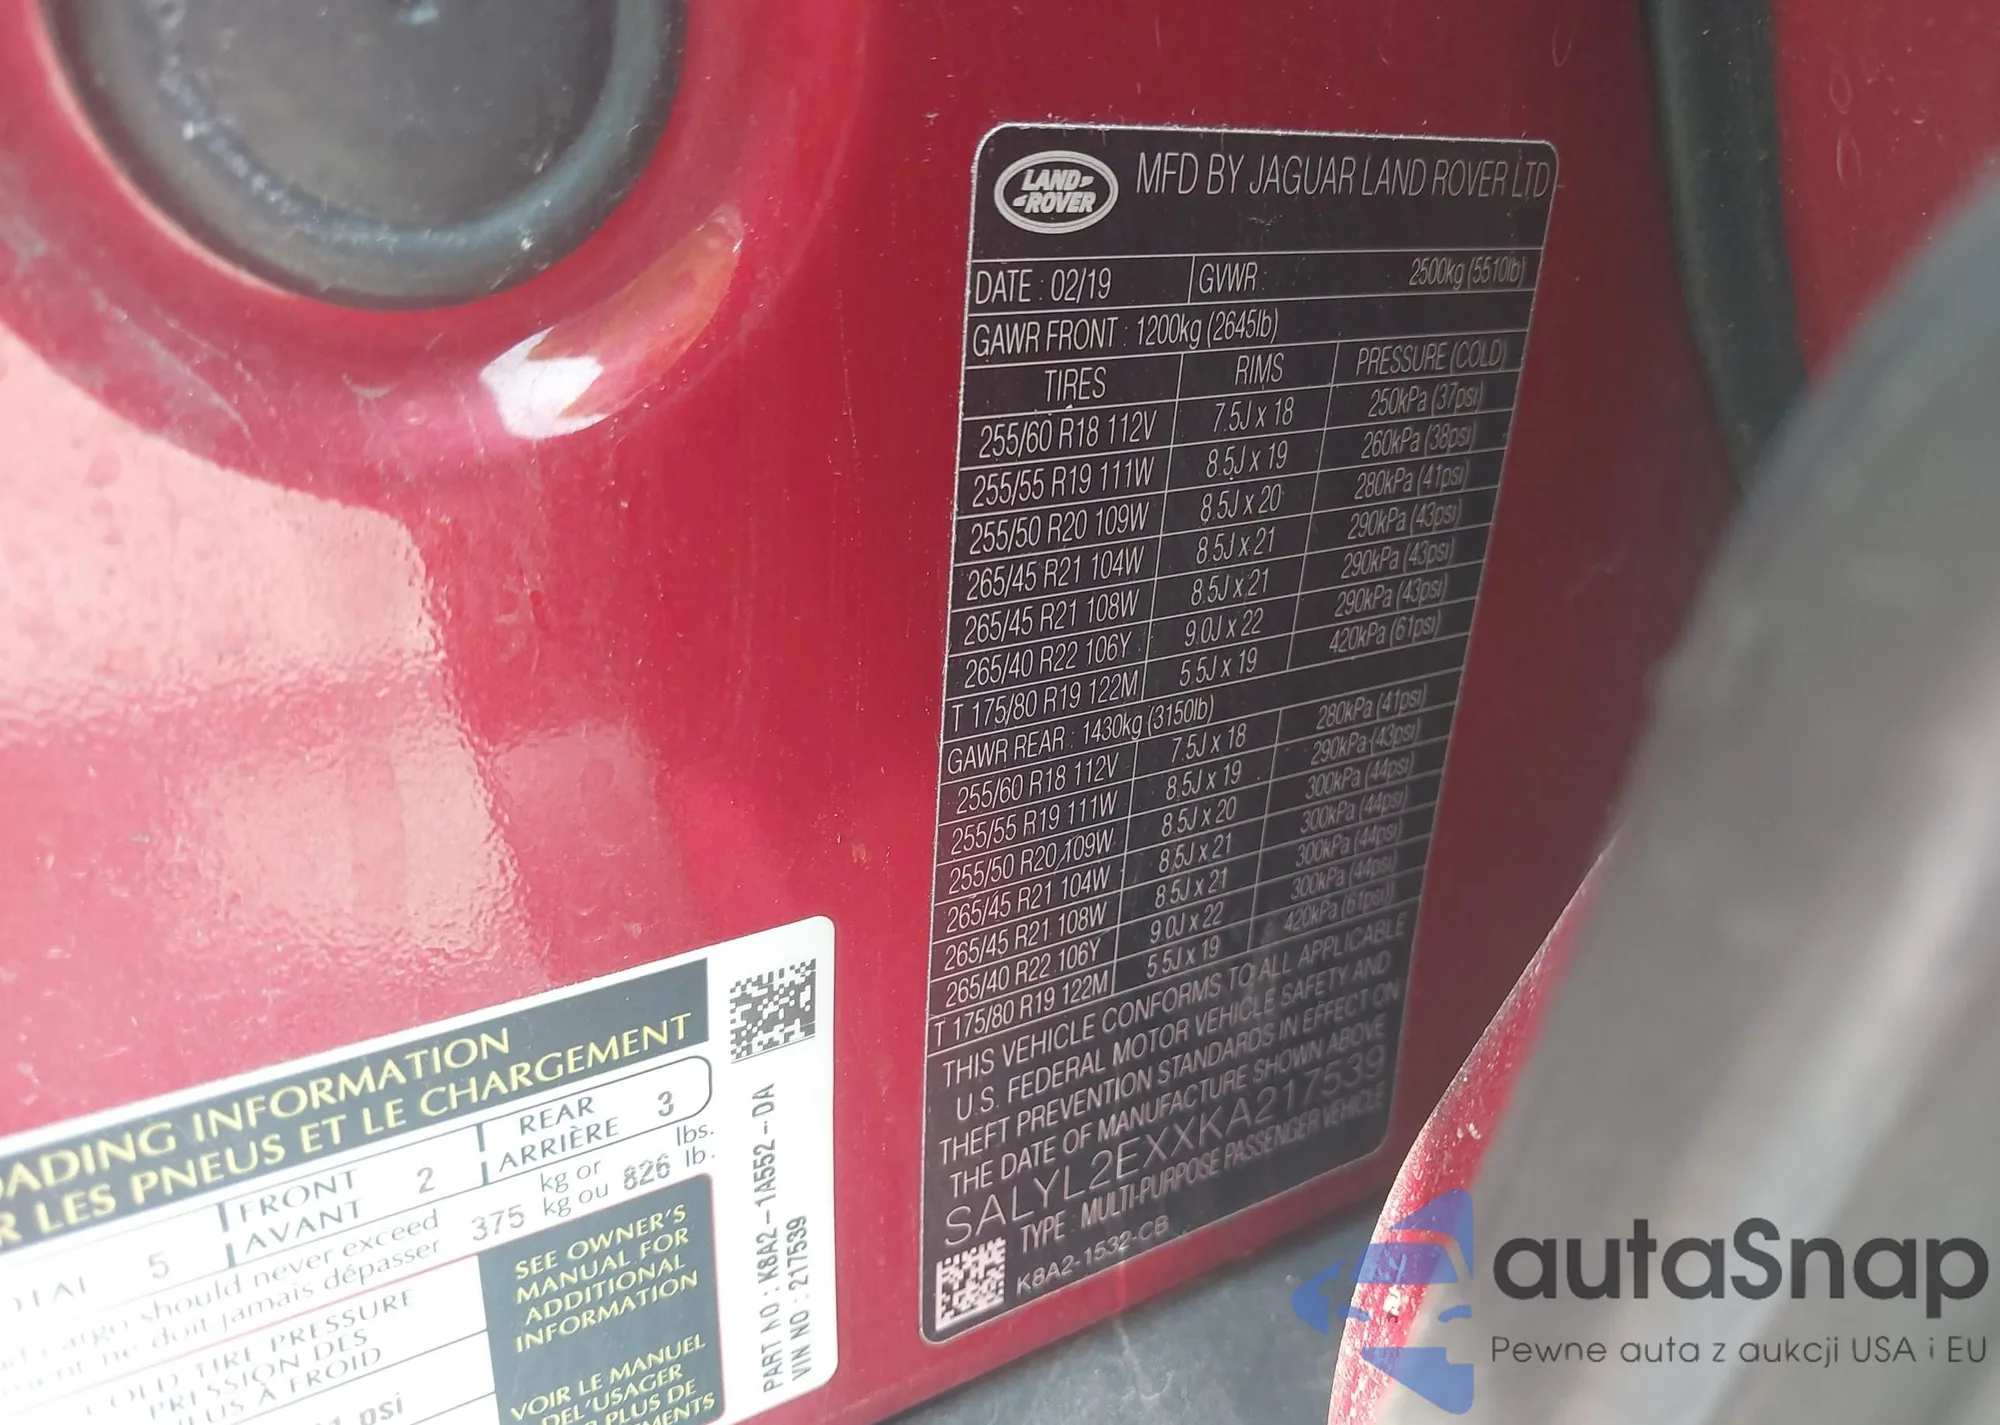 LAND-
-ROVER
MFD BY JAGUAR LAND ROVER LTD
DATE : 02/19 GVWR : 2500kg (5510lb)
GAWR FRONT : 1200kg (2645lb)
TIRES RIMS PRESSURE (COLD)
255/60 R18 112V 7.5J x 18 250kPa (37psi)
255/55 R19 111W 8.5J x 19 260kPa (38psi)
255/50 R20 109W 8.5J x 20 280kPa (41psi)
265/45 R21 104W 8.5J x 21 290kPa (43psi)
265/45 R21 108W 8.5J x 21 290kPa (43psi)
265/40 R22 106Y 9.0J x 22 290kPa (43psi)
T 175/80 R19 122M 5.5J x 19 420kPa (61psi)
GAWR REAR : 1430kg (3150lb)
255/60 R18 112V 7.5J x 18 280kPa (41psi)
255/55 R19 111W 8.5J x 19 290kPa (43psi)
255/50 R20 109W 8.5J x 20 300kPa (44psi)
265/45 R21 104W 8.5J x 21 300kPa (44psi)
265/45 R21 108W 8.5J x 21 300kPa (44psi)
265/40 R22 106Y 9.0J x 22 300kPa (44psi)
T 175/80 R19 122M 5.5J x 19 420kPa (61psi)
THIS VEHICLE CONFORMS TO ALL APPLICABLE
U.S. FEDERAL MOTOR VEHICLE SAFETY AND
THEFT PREVENTION STANDARDS IN EFFECT ON
THE DATE OF MANUFACTURE SHOWN ABOVE
SALYL2EXXKA217539
TYPE : MULTI-PURPOSE PASSENGER VEHICLE
K8A2-1532-CB
ADING INFORMATION
R LES PNEUS ET LE CHARGEMENT
5 FRONT AVANT 2 REAR ARRIÈRE 3
should never exceed 375 kg or 826 lbs.
ne doit jamais dépasser kg ou lb.
COLD TIRE PRESSURE
PRESSION DES
À FROID
psi
SEE OWNER'S
MANUAL FOR
ADDITIONAL
INFORMATION
VOIR LE MANUEL
DE L'USAGER
PLUS DE
PART NO : K8A2-1A552-DA
VIN NO : 217539
autaSnap
Pewne auta z aukcji USA i EU